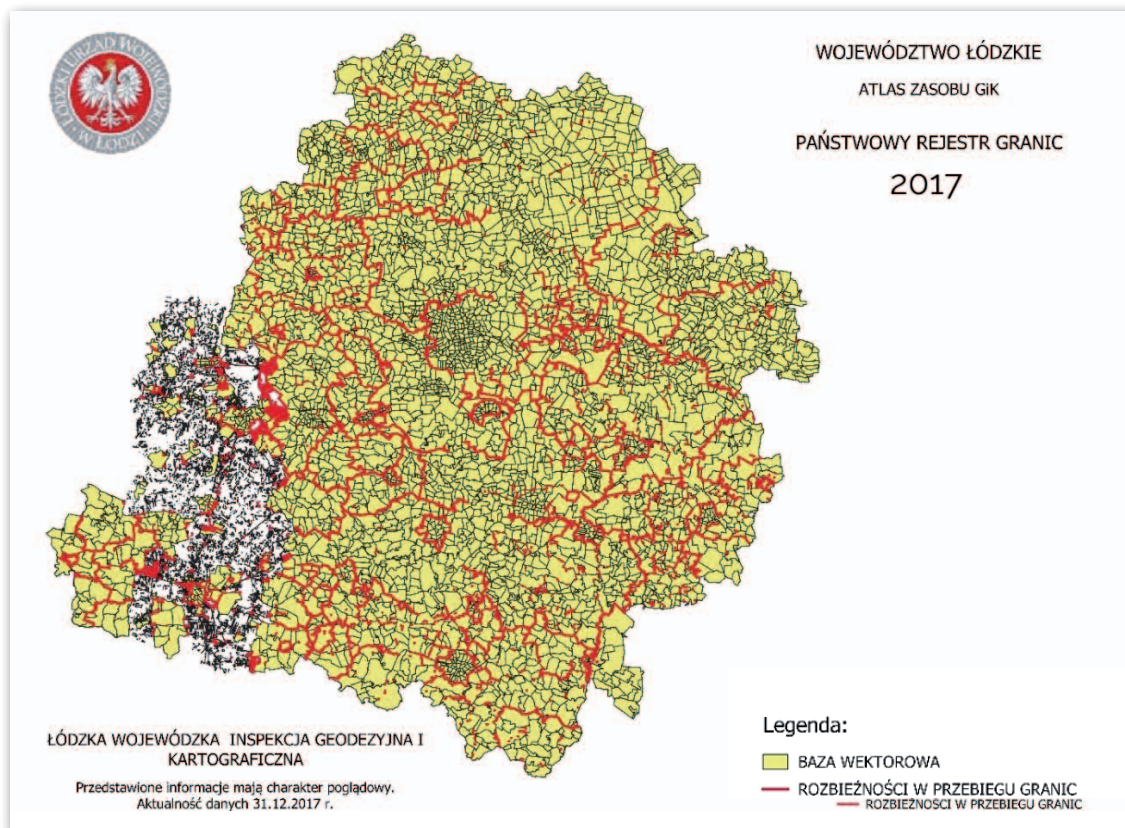 WOJEWÓDZTWO ŁÓDZKIE
ATLAS ZASOBU GiK
PAŃSTWOWY REJESTR GRANIC
2017
ŁÓDZKI URZĄD WOJEWÓDZKI W ŁODZI
ŁÓDZKA WOJEWÓDZKA INSPEKCJA GEODEZYJNA I
KARTOGRAFICZNA
Przedstawione informacje mają charakter poglądowy.
Aktualność danych 31.12.2017 r.
Legenda:
BAZA WEKTOROWA
ROZBIEŻNOŚCI W PRZEBIEGU GRANIC
ROZBIEŻNOŚCI W PRZEBIEGU GRANIC